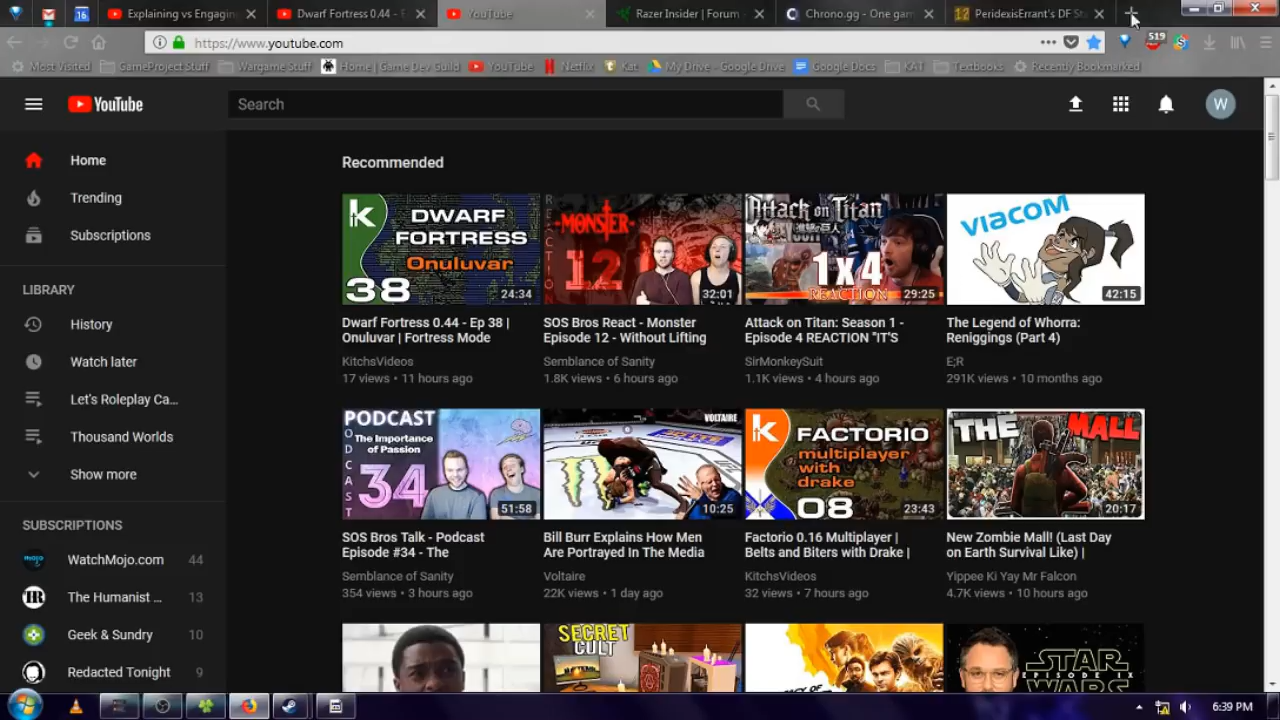 Explaining vs Engaging
Dwarf Fortress 0.44 - E
YouTube
Razer Insider | Forum
Chrono.gg - One gam
PeridexisErrant's DF Sta
16
12
https://www.youtube.com
519
Most Visited
GameProject Stuff
Wargame Stuff
Home | Game Dev Guild
YouTube
Netflix
Kat
My Drive - Google Drive
Google Docs
KAT
Textbooks
Recently Bookmarked
YouTube
Search
W
Home
Trending
Subscriptions
LIBRARY
History
Watch later
Let's Roleplay Ca...
Thousand Worlds
Show more
SUBSCRIPTIONS
WatchMojo.com 44
The Humanist ... 13
Geek & Sundry 10
Redacted Tonight 9
Recommended
DWARF
FORTRESS
Onuluvar
38
24:34
Dwarf Fortress 0.44 - Ep 38 |
Onuluvar | Fortress Mode
KitchsVideos
17 views • 11 hours ago
REACTION
MONSTER
12
32:01
SOS Bros React - Monster
Episode 12 - Without Lifting
Semblance of Sanity
1.8K views • 6 hours ago
Attack on Titan
1x4
REACTION
29:25
Attack on Titan: Season 1 -
Episode 4 REACTION "IT'S
SirMonkeySuit
1.1K views • 4 hours ago
VIACOM
42:15
The Legend of Whorra:
Reniggings (Part 4)
E;R
291K views • 10 months ago
PODCAST
The Importance
of Passion
PODCAST
34
51:58
SOS Bros Talk - Podcast
Episode #34 - The
Semblance of Sanity
354 views • 3 hours ago
VOLTAIRE
10:25
Bill Burr Explains How Men
Are Portrayed In The Media
Voltaire
22K views • 1 day ago
FACTORIO
multiplayer
with
drake
08
23:43
Factorio 0.16 Multiplayer |
Belts and Biters with Drake |
KitchsVideos
32 views • 7 hours ago
THE MALL
20:17
New Zombie Mall! (Last Day
on Earth Survival Like) |
Yippee Ki Yay Mr Falcon
4.7K views • 10 hours ago
SECRET
CULT
STAR
WARS
6:39 PM